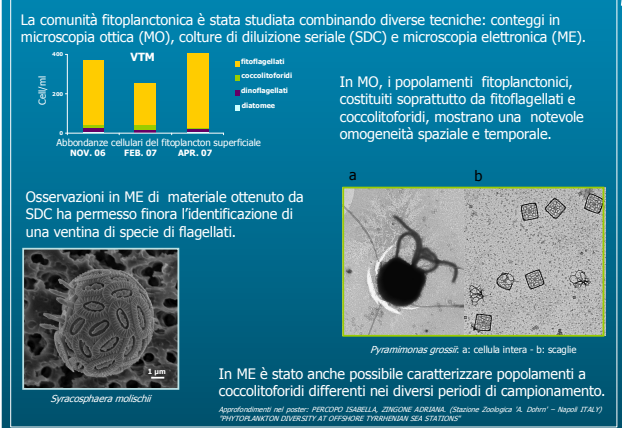 La comunità fitoplanctonica è stata studiata combinando diverse tecniche: conteggi in
microscopia ottica (MO), colture di diluizione seriale (SDC) e microscopia elettronica (ME).
VTM
400
200
0
Cell/ml
fitoflagellati
coccolitoforidi
dinoflagellati
diatomee
Abbondanze cellulari del fitoplancton superficiale
NOV. 06 FEB. 07 APR. 07
In MO, i popolamenti fitoplanctonici,
costituiti soprattutto da fitoflagellati e
coccolitoforidi, mostrano una notevole
omogeneità spaziale e temporale.
Osservazioni in ME di materiale ottenuto da
SDC ha permesso finora l'identificazione di
una ventina di specie di flagellati.
1 µm
Syracosphaera molischii
a
b
Pyramimonas grossii: a: cellula intera - b: scaglie
In ME è stato anche possibile caratterizzare popolamenti a
coccolitoforidi differenti nei diversi periodi di campionamento.
Approfondimenti nel poster: PERCOPO ISABELLA, ZINGONE ADRIANA. (Stazione Zoologica 'A. Dohrn' – Napoli ITALY)
"PHYTOPLANKTON DIVERSITY AT OFFSHORE TYRRHENIAN SEA STATIONS"